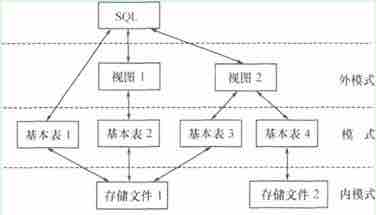 SQL
视图 1
视图 2
外模式
基本表 1
基本表 2
基本表 3
基本表 4
模 式
存储文件 1
存储文件 2
内模式